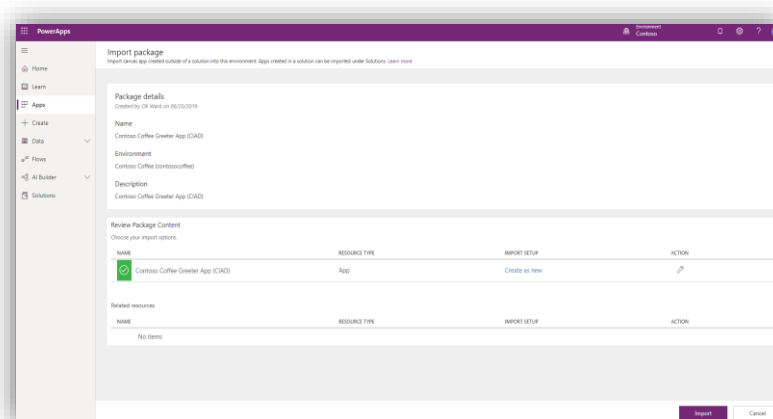 PowerApps
Environment
Contoso
Home
Learn
Apps
Create
Data
Flows
AI Builder
Solutions
Import package
Import canvas app created outside of a solution into this environment. Apps created in a solution can be imported under Solutions. Learn more
Package details
Created by Oli Ward on 06/20/2019
Name
Contoso Coffee Greeter App (CIAD)
Environment
Contoso Coffee (contosocoffee)
Description
Contoso Coffee Greeter App (CIAD)
Review Package Content
Choose your import options.
NAME RESOURCE TYPE IMPORT SETUP ACTION
Contoso Coffee Greeter App (CIAD) App Create as new
Related resources
NAME RESOURCE TYPE IMPORT SETUP ACTION
No items
Import Cancel